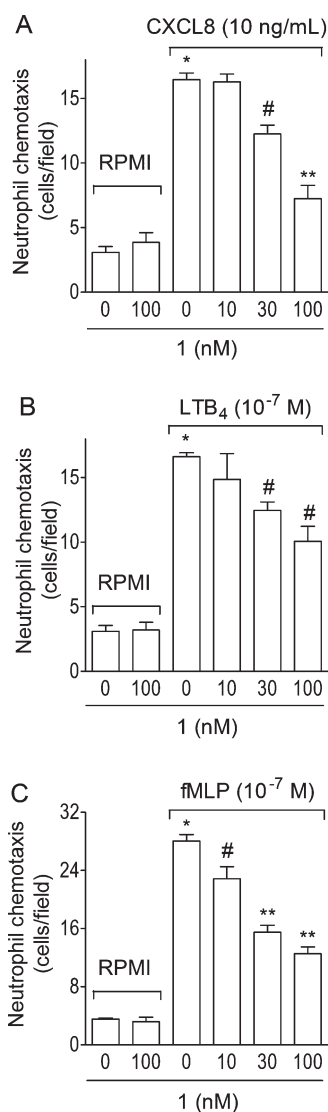 A
CXCL8 (10 ng/mL)
Neutrophil chemotaxis
(cells/field)
15
10
5
0
RPMI
*
#
**
0 100 0 10 30 100
1 (nM)
B
LTB4 (10-7 M)
Neutrophil chemotaxis
(cells/field)
15
10
5
0
RPMI
*
#
#
0 100 0 10 30 100
1 (nM)
C
fMLP (10-7 M)
Neutrophil chemotaxis
(cells/field)
32
24
16
8
0
RPMI
*
#
**
**
0 100 0 10 30 100
1 (nM)